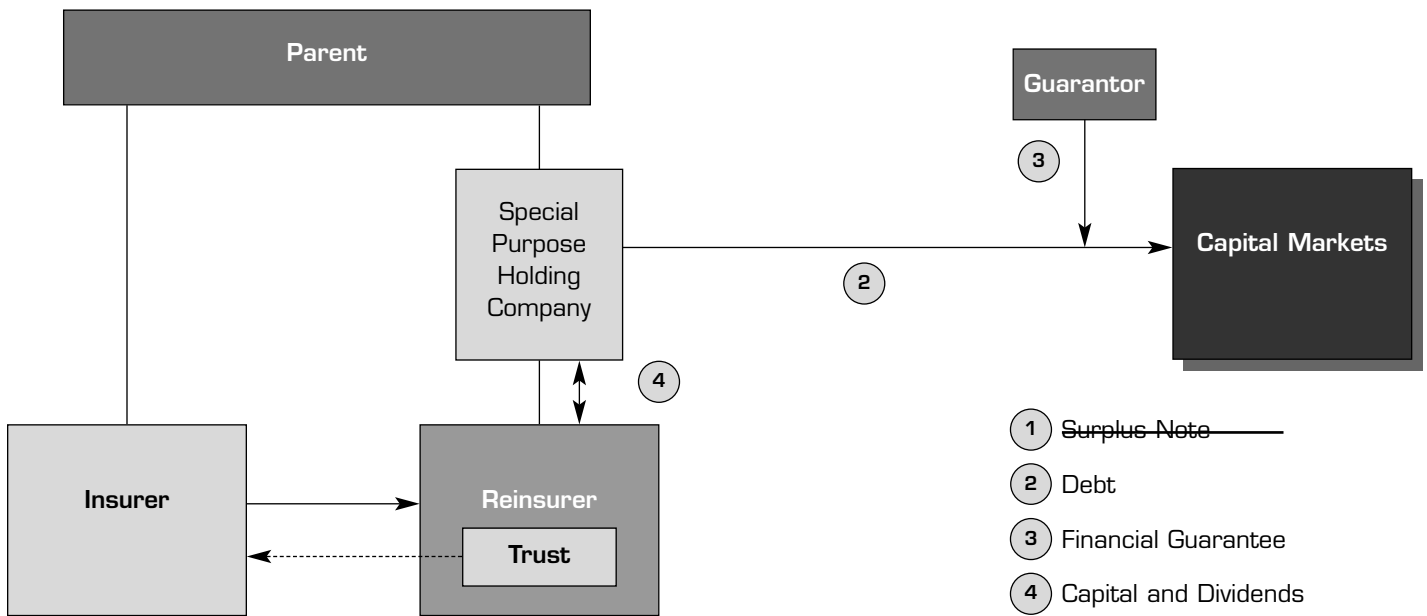 Parent
Guarantor
3
Special
Purpose
Holding
Company
Capital Markets
2
4
Insurer
Reinsurer
Trust
1 Surplus Note
2 Debt
3 Financial Guarantee
4 Capital and Dividends